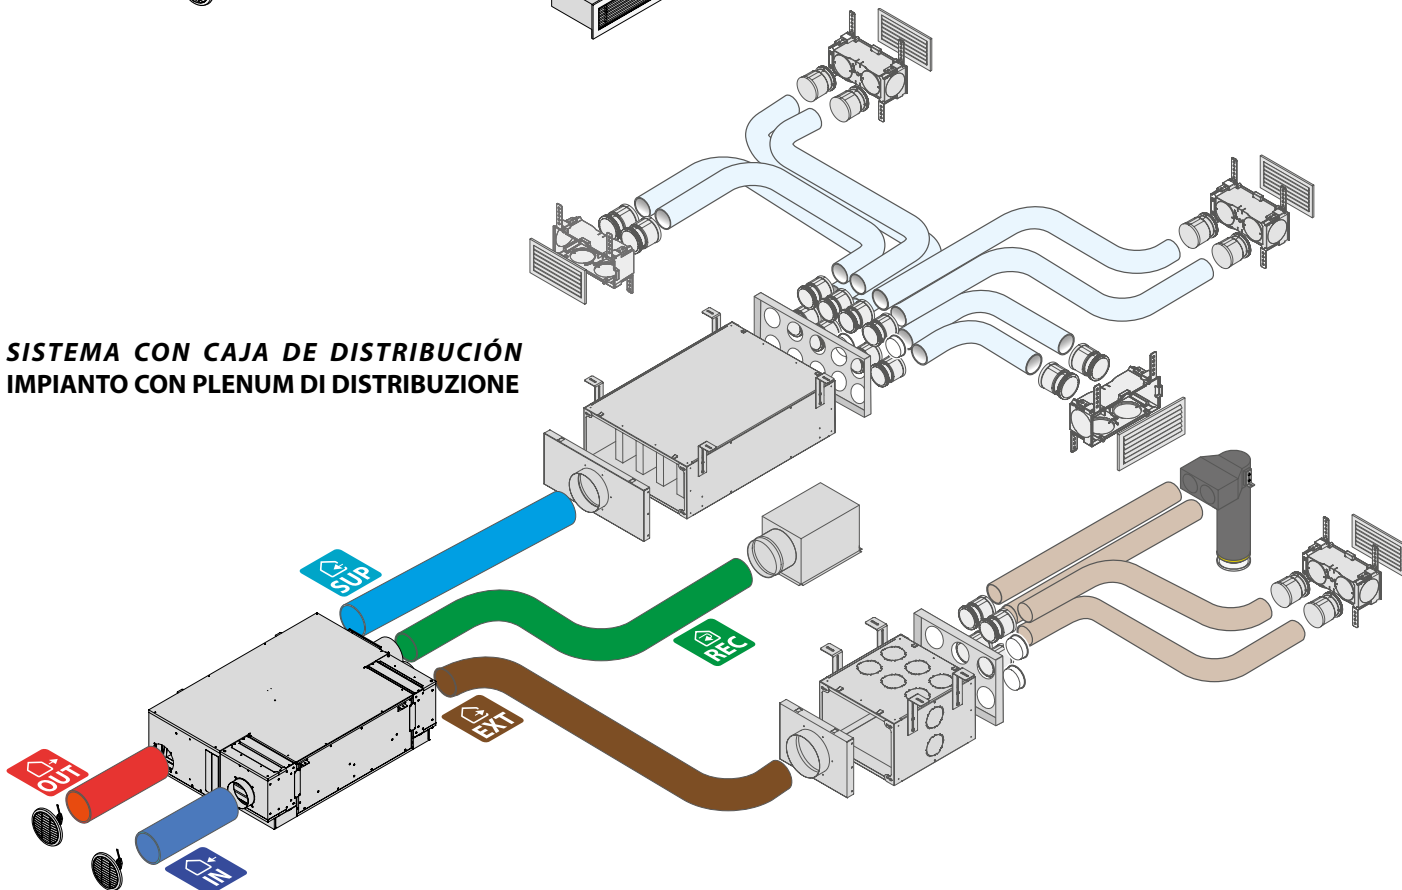 SISTEMA CON CAJA DE DISTRIBUCIÓN
IMPIANTO CON PLENUM DI DISTRIBUZIONE
SUP
REC
EXT
OUT
IN